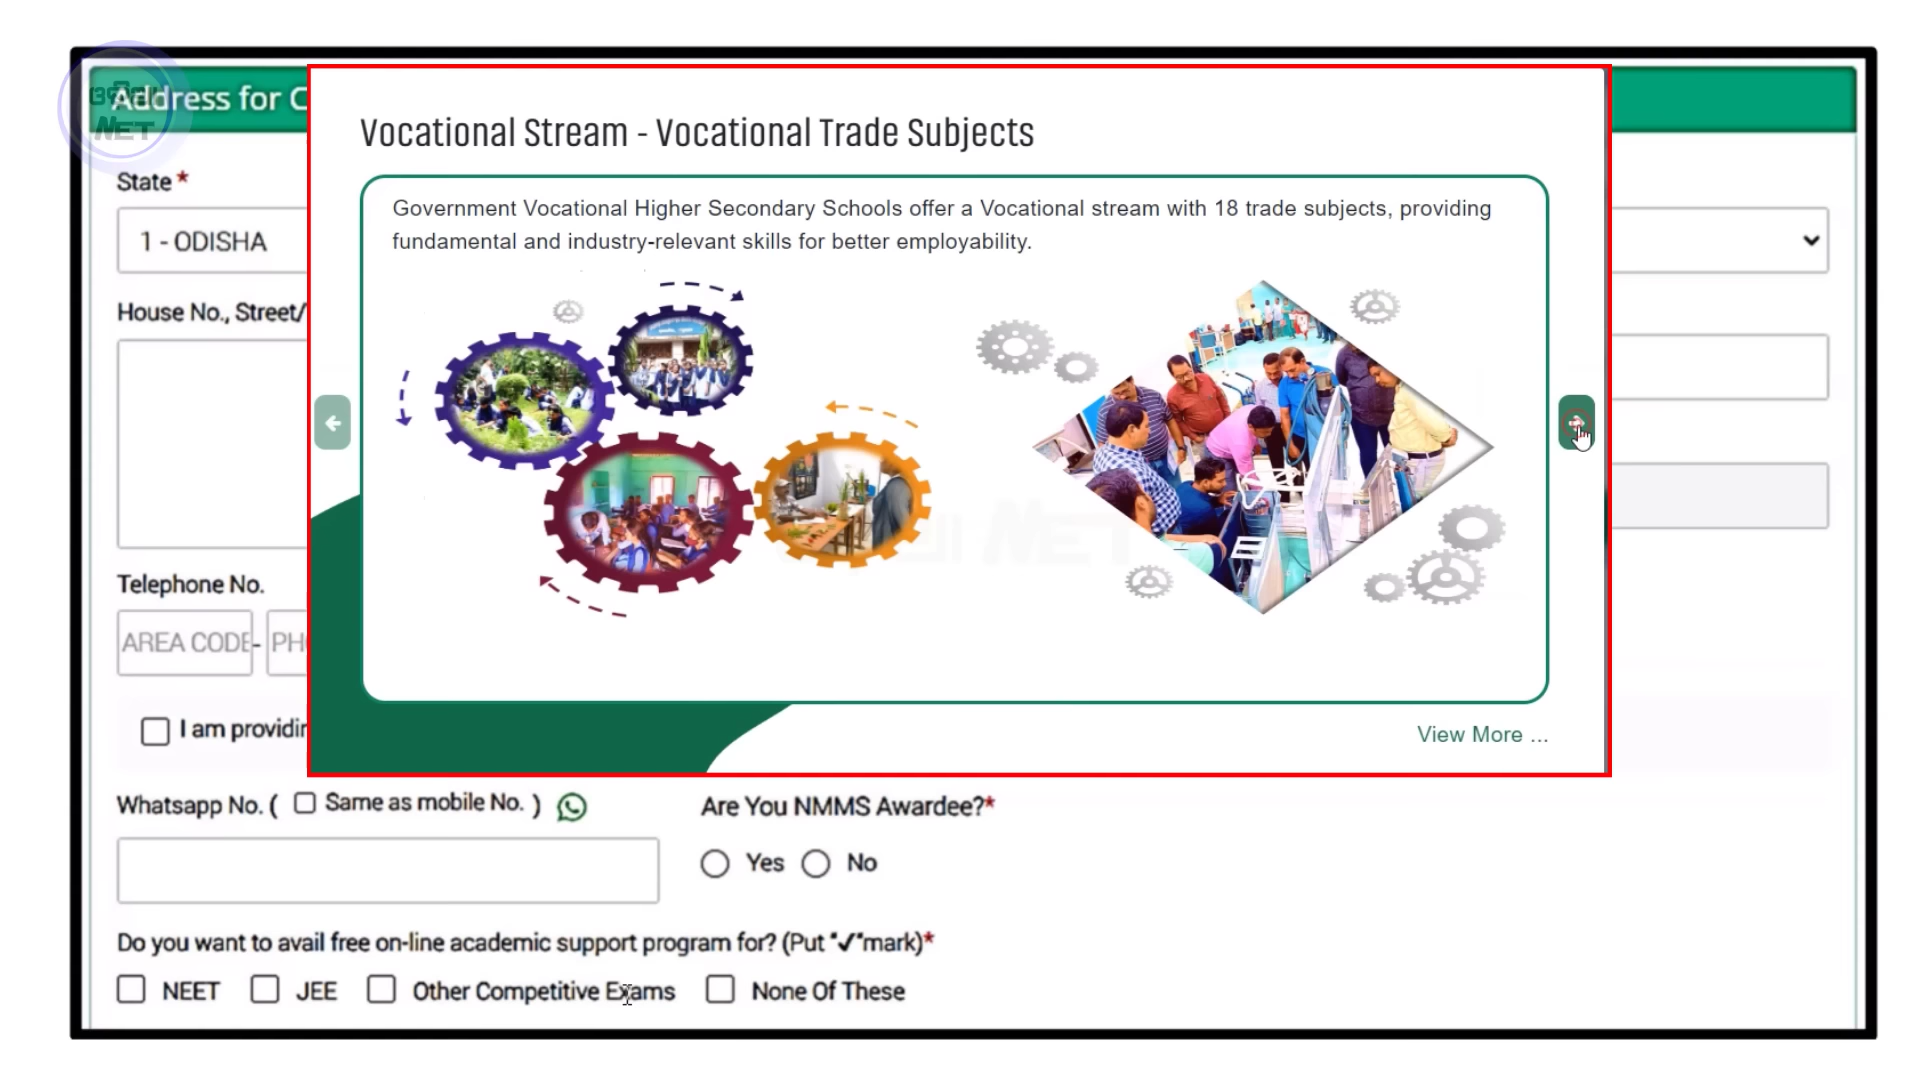 Address for C
Vocational Stream - Vocational Trade Subjects
State *
Government Vocational Higher Secondary Schools offer a Vocational stream with 18 trade subjects, providing
fundamental and industry-relevant skills for better employability.
1 - ODISHA
House No., Street/
Telephone No.
AREA CODE - PH
I am providin
View More ...
Whatsapp No. ( Same as mobile No. )
Are You NMMS Awardee?*
Yes No
Do you want to avail free on-line academic support program for? (Put "✓"mark)*
NEET JEE Other Competitive Exams None Of These
NET